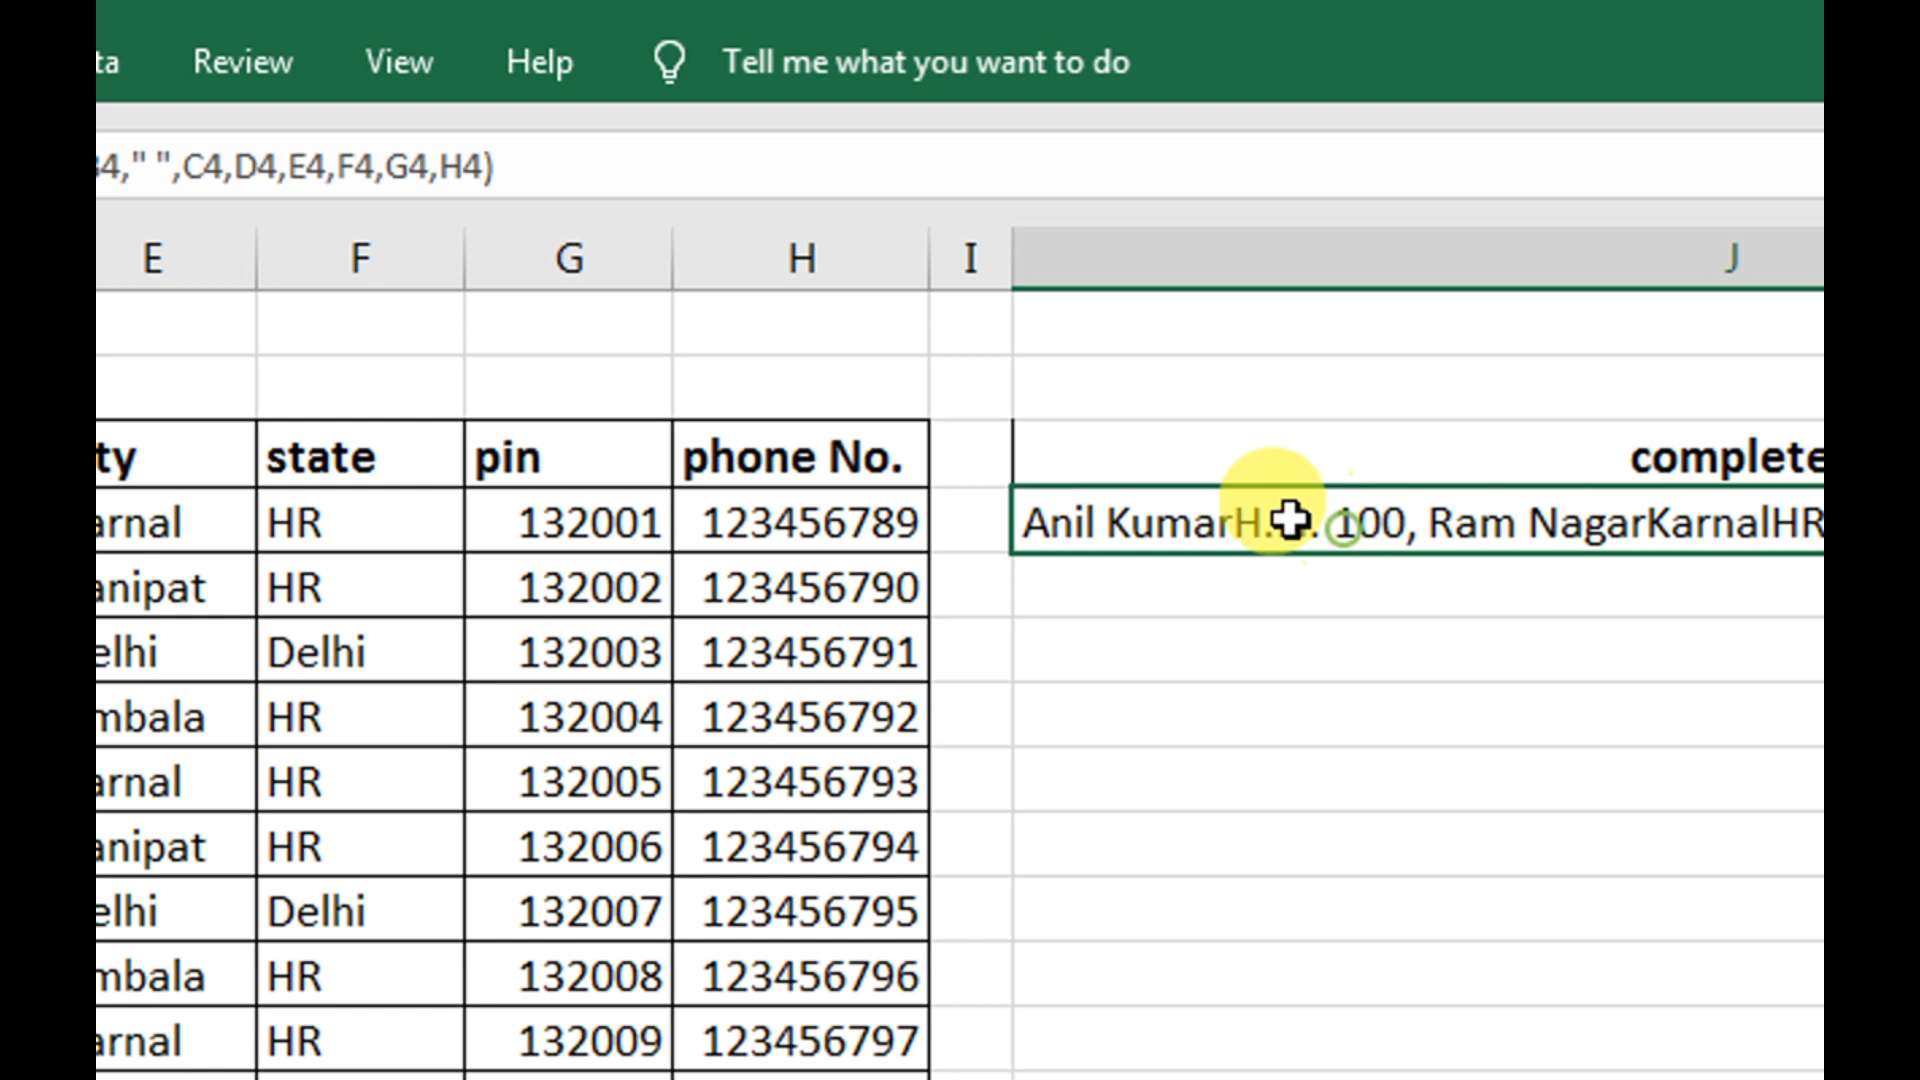 ta Review View Help Tell me what you want to do
4," ",C4,D4,E4,F4,G4,H4)
E F G H I J
ty state pin phone No. complete
arnal HR 132001 123456789 Anil KumarH. 100, Ram NagarKarnalHR
anipat HR 132002 123456790
elhi Delhi 132003 123456791
mbala HR 132004 123456792
arnal HR 132005 123456793
anipat HR 132006 123456794
elhi Delhi 132007 123456795
mbala HR 132008 123456796
arnal HR 132009 123456797